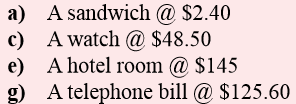 a) A sandwich @ $2.40
c) A watch @ $48.50
e) A hotel room @ $145
g) A telephone bill @ $125.60